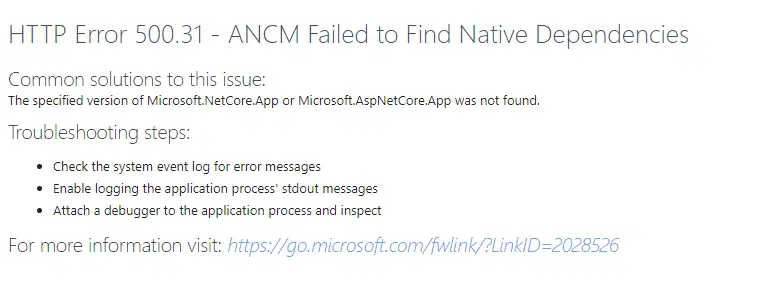 HTTP Error 500.31 - ANCM Failed to Find Native Dependencies
Common solutions to this issue:
The specified version of Microsoft.NetCore.App or Microsoft.AspNetCore.App was not found.
Troubleshooting steps:
• Check the system event log for error messages
• Enable logging the application process' stdout messages
• Attach a debugger to the application process and inspect
For more information visit: https://go.microsoft.com/fwlink/?LinkID=2028526